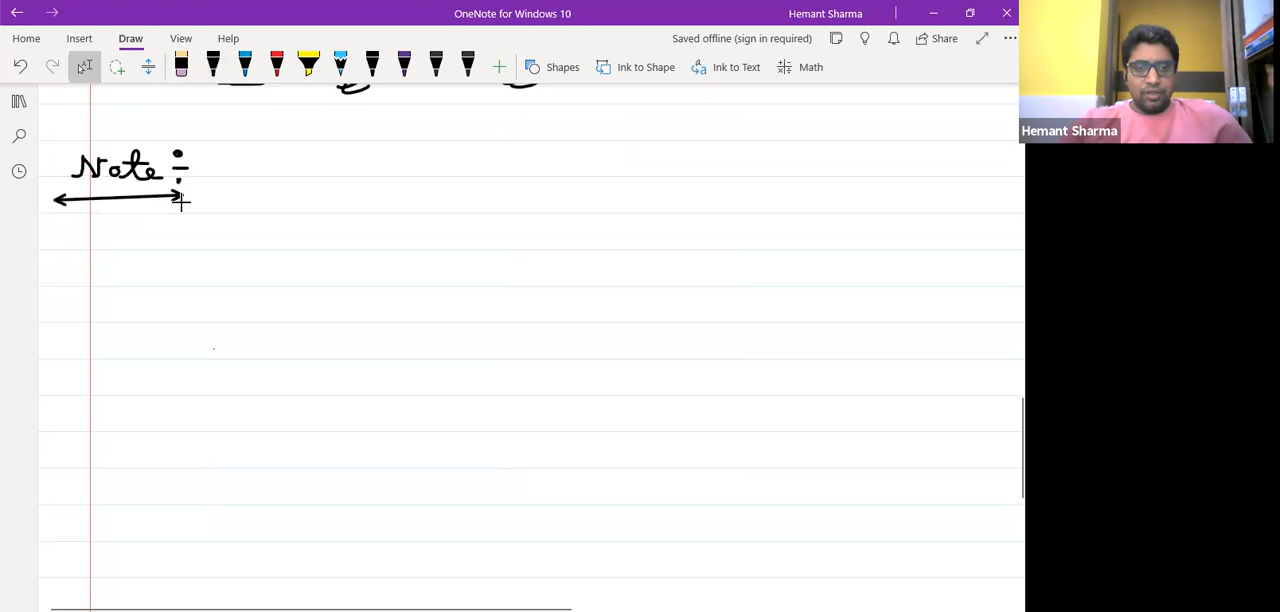 OneNote for Windows 10
Hemant Sharma
Home Insert Draw View Help
Saved offline (sign in required)
Share
Shapes
Ink to Shape
Ink to Text
Math
Hemant Sharma
Note :-